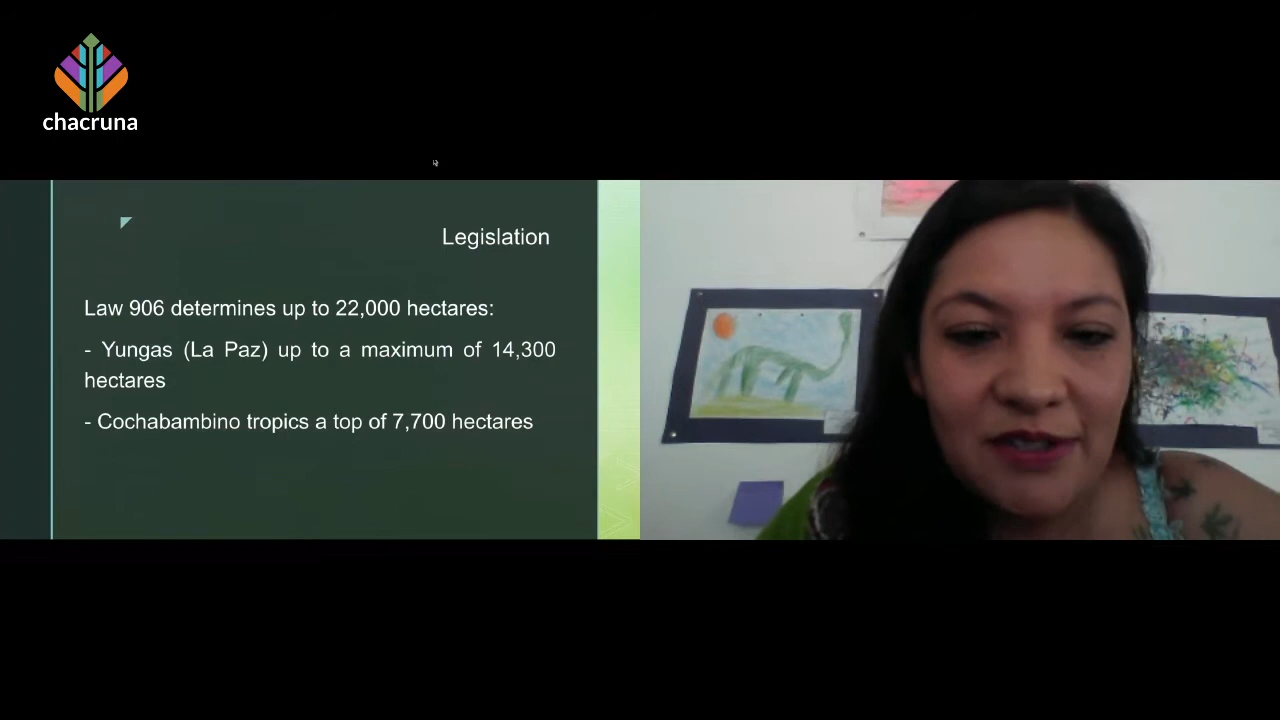 chacruna
Legislation
Law 906 determines up to 22,000 hectares:
- Yungas (La Paz) up to a maximum of 14,300
hectares
- Cochabambino tropics a top of 7,700 hectares